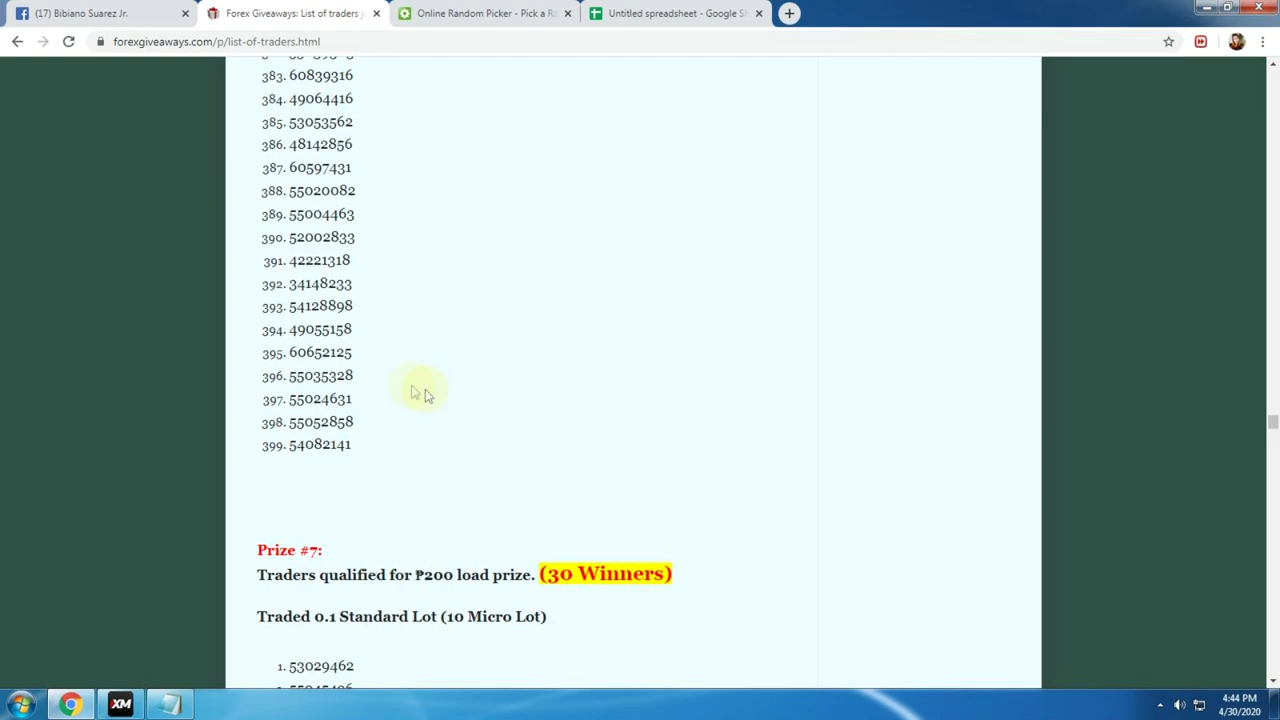 (17) Bibiano Suarez Jr.
Forex Giveaways: List of traders
Online Random Picker - Pick a R
Untitled spreadsheet - Google S
forexgiveaways.com/p/list-of-traders.html
383. 60839316
384. 49064416
385. 53053562
386. 48142856
387. 60597431
388. 55020082
389. 55004463
390. 52002833
391. 42221318
392. 34148233
393. 54128898
394. 49055158
395. 60652125
396. 55035328
397. 55024631
398. 55052858
399. 54082141
Prize #7:
Traders qualified for ₱200 load prize. (30 Winners)
Traded 0.1 Standard Lot (10 Micro Lot)
1. 53029462
XM
4:44 PM
4/30/2020